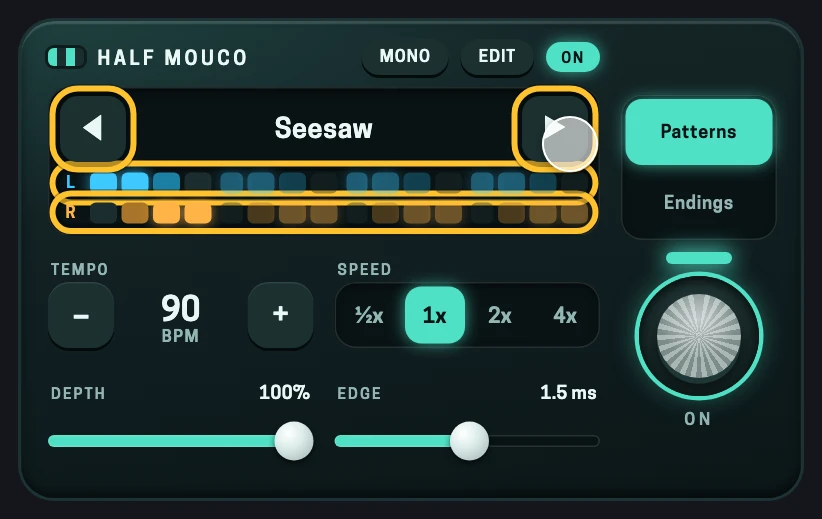 HALF MOUCO
MONO
EDIT
ON
Seesaw
L
R
Patterns
Endings
TEMPO
– 90 +
BPM
SPEED
½x 1x 2x 4x
DEPTH 100%
EDGE 1.5 ms
ON